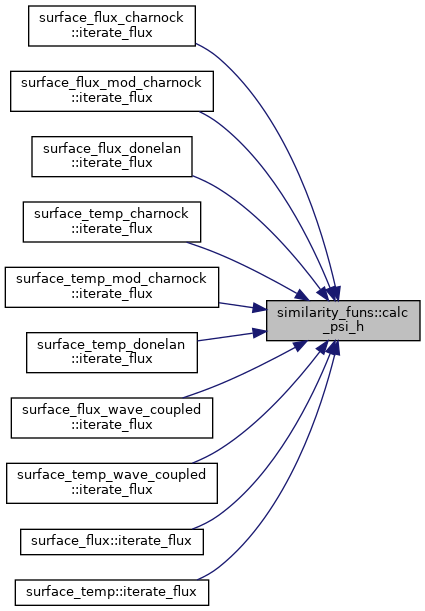 surface_flux_charnock
::iterate_flux
surface_flux_mod_charnock
::iterate_flux
surface_flux_donelan
::iterate_flux
surface_temp_charnock
::iterate_flux
surface_temp_mod_charnock
::iterate_flux
similarity_funs::calc
_psi_h
surface_temp_donelan
::iterate_flux
surface_flux_wave_coupled
::iterate_flux
surface_temp_wave_coupled
::iterate_flux
surface_flux::iterate_flux
surface_temp::iterate_flux